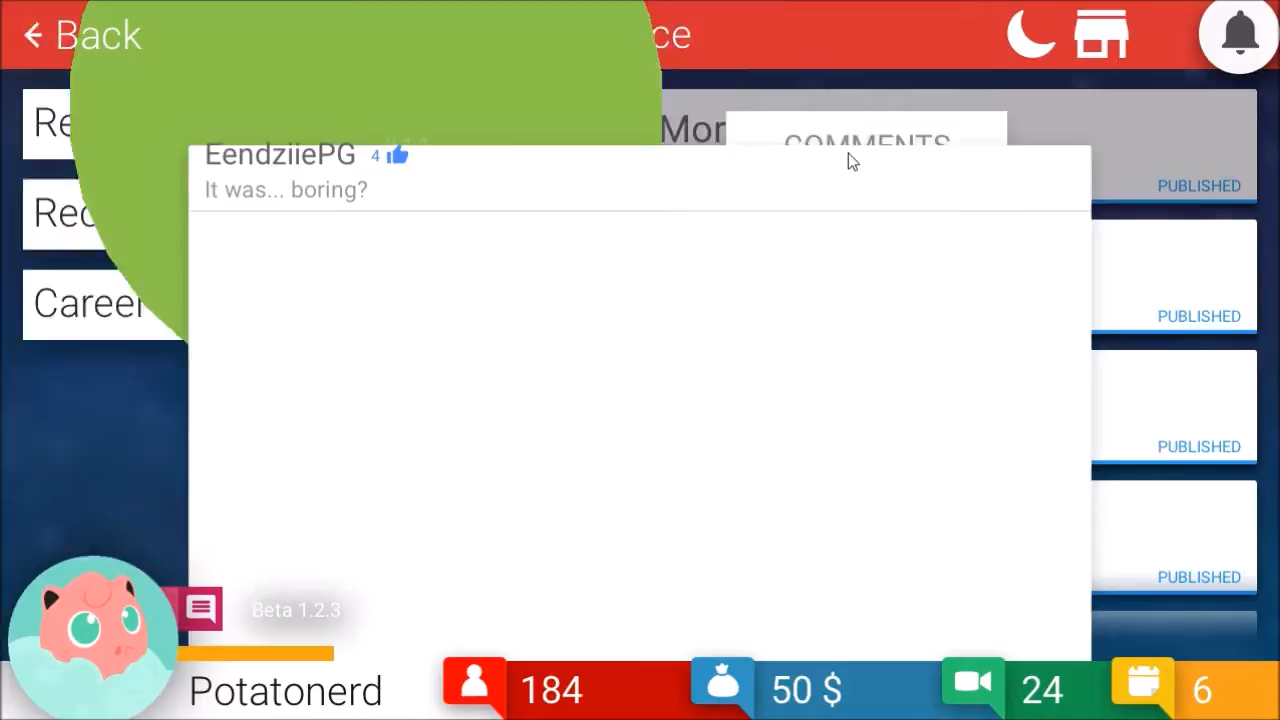 Back
ce
Re
Mor
COMMENTS
PUBLISHED
EendziiePG 4
It was... boring?
Rec
Career
PUBLISHED
PUBLISHED
PUBLISHED
Beta 1.2.3
Potatonerd
184
50 $
24
6